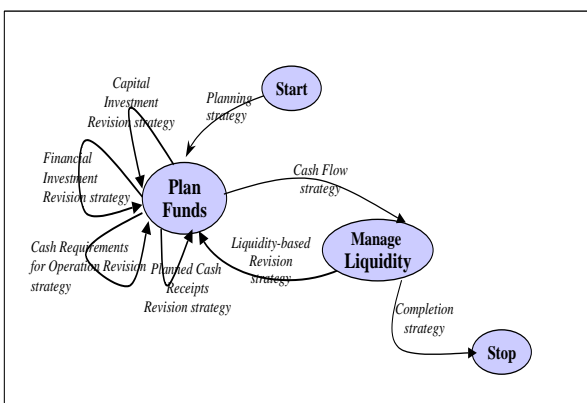 Capital
Investment
Revision strategy
Planning
strategy
Start
Financial
Investment
Revision strategy
Plan
Funds
Cash Flow
strategy
Cash Requirements
for Operation Revision
strategy
Planned Cash
Receipts
Revision strategy
Liquidity-based
Revision
strategy
Manage
Liquidity
Completion
strategy
Stop